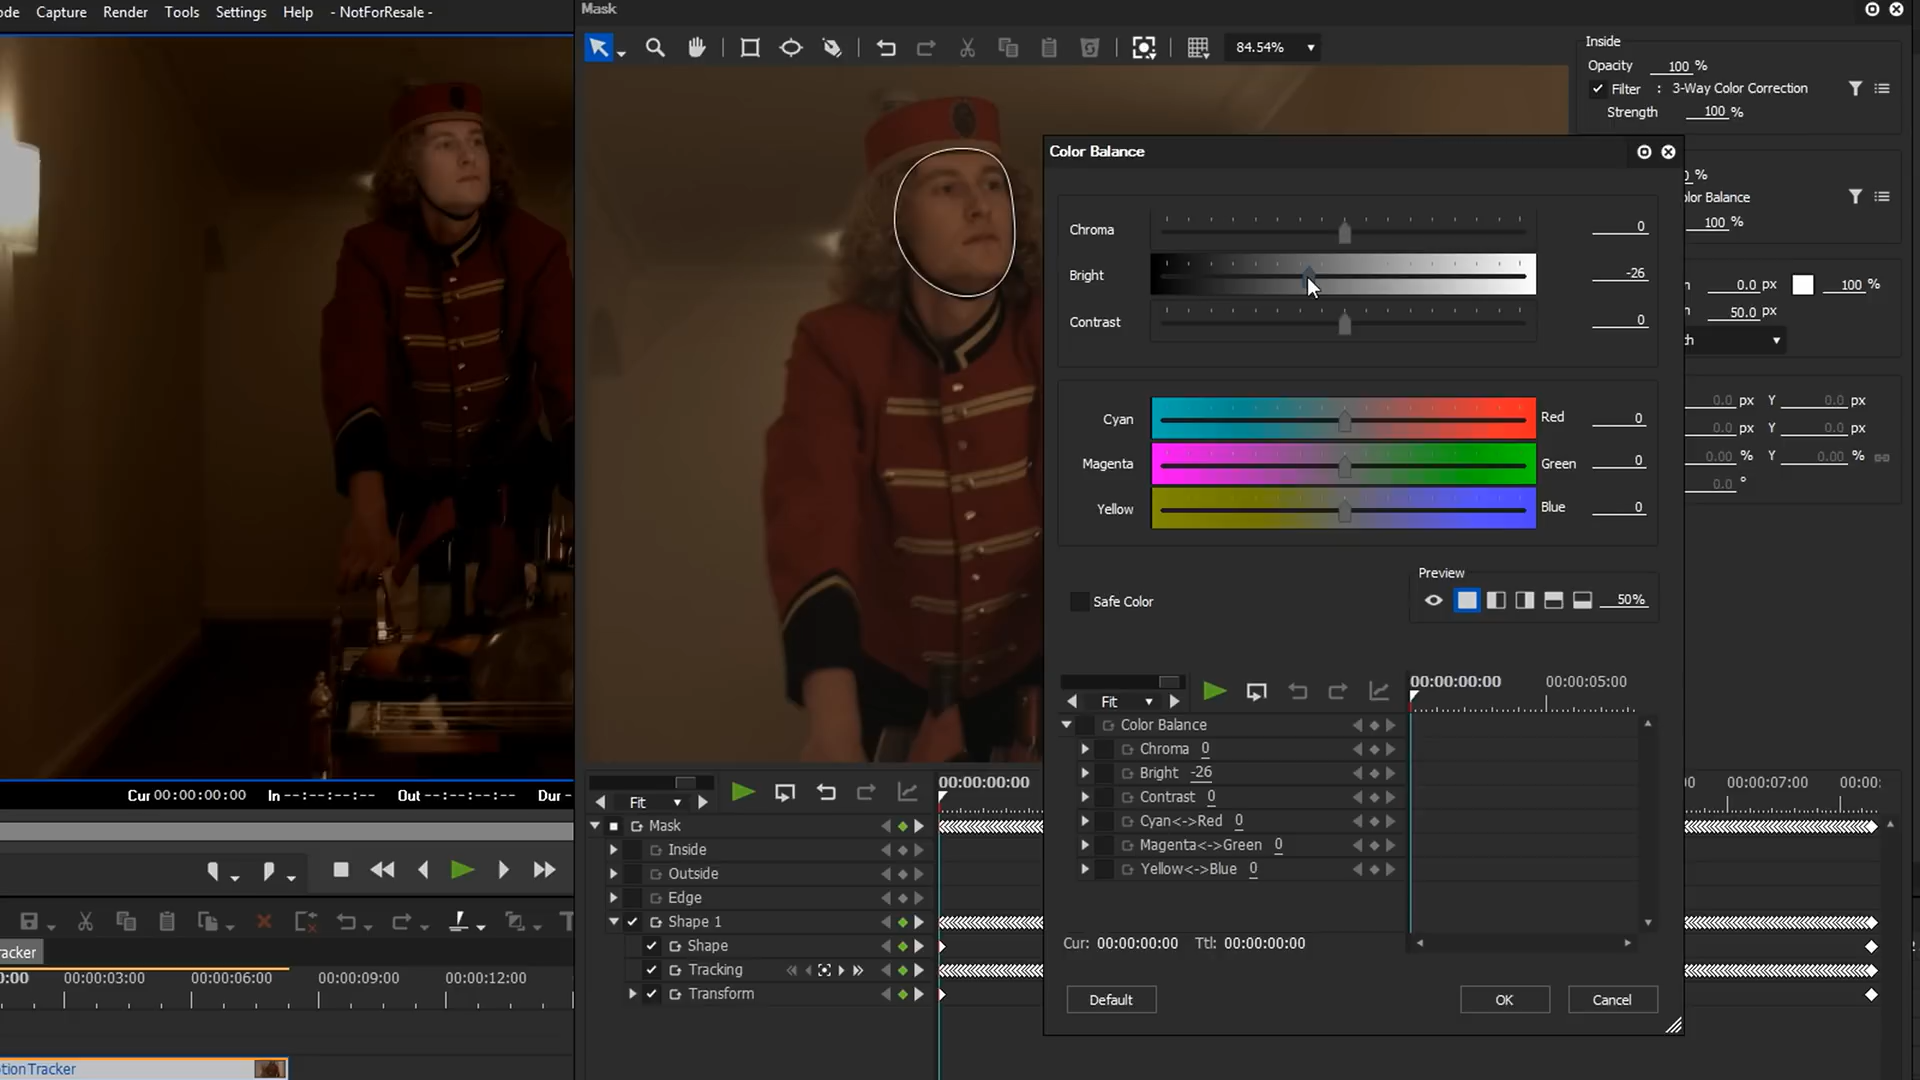 ode Capture Render Tools Settings Help - NotForResale -
Mask
84.54%
Inside
Opacity 100 %
Filter : 3-Way Color Correction
Strength 100 %
Color Balance
% 
olor Balance
100 %
Chroma 0
Bright -26
Contrast 0
0.0 px 100 %
50.0 px
Cyan Red 0
Magenta Green 0
Yellow Blue 0
0.0 px Y 0.0 px
0.0 px Y 0.0 px
0.00 % Y 0.00 %
0.0 °
Safe Color
Preview
50%
Fit
00:00:00:00 00:00:05:00
Color Balance
Chroma 0
Bright -26
Contrast 0
Cyan<->Red 0
Magenta<->Green 0
Yellow<->Blue 0
Cur: 00:00:00:00 Ttl: 00:00:00:00
Default OK Cancel
Cur 00:00:00:00 In --:--:--:-- Out --:--:--:-- Dur -
Fit
00:00:00:00 00:00:07:00 00:00:
Mask
Inside
Outside
Edge
Shape 1
Shape
Tracking
Transform
racker
0:00 00:00:03:00 00:00:06:00 00:00:09:00 00:00:12:00
otionTracker